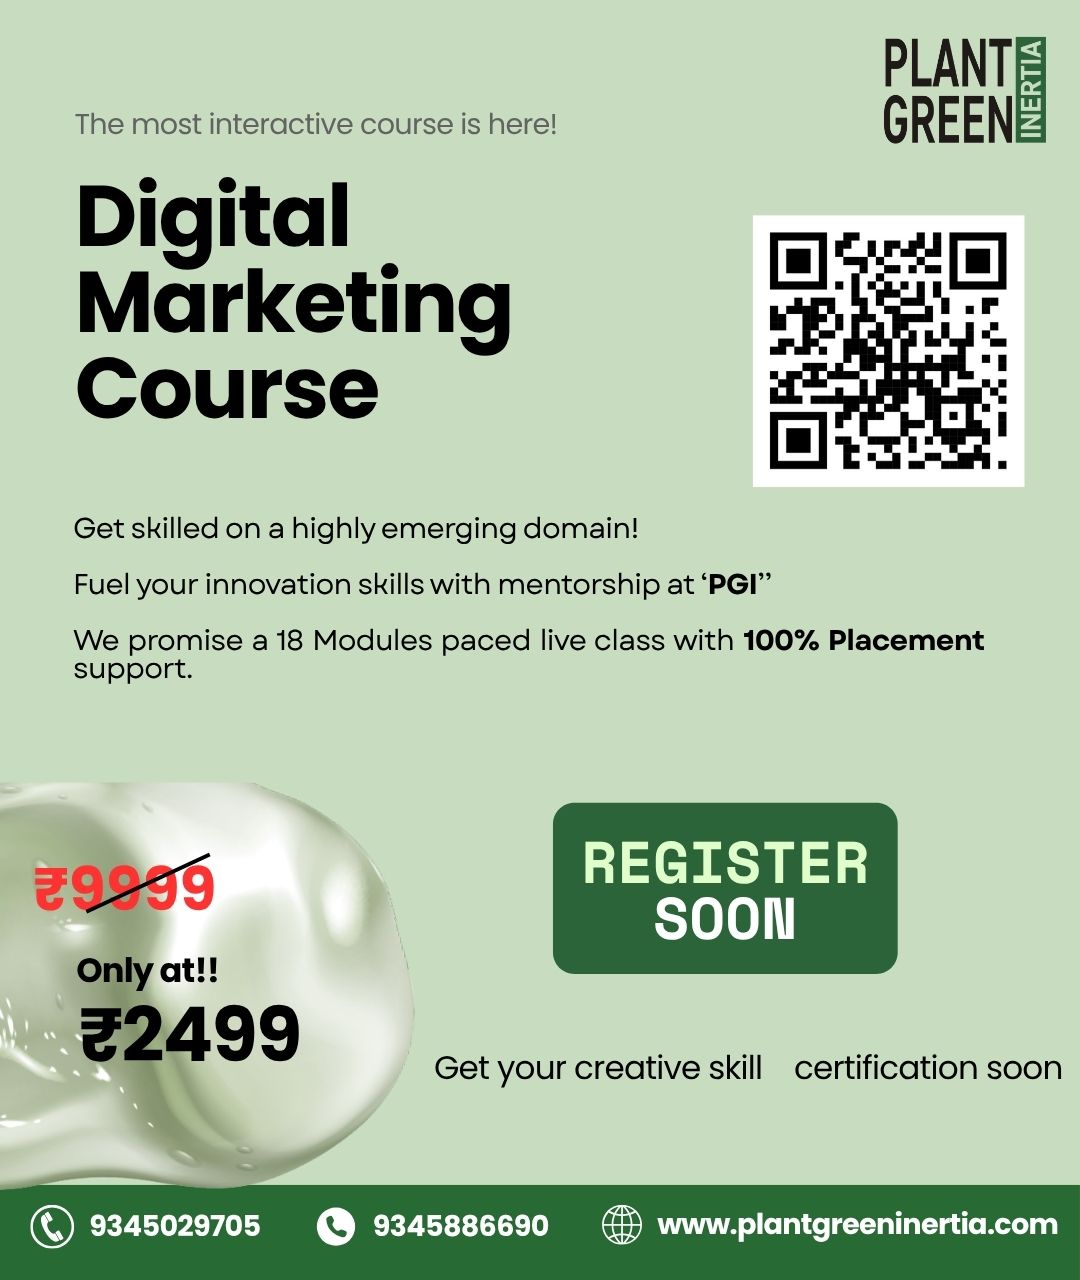 PLANT
GREEN
INERTIA
The most interactive course is here!
Digital
Marketing
Course
Get skilled on a highly emerging domain!
Fuel your innovation skills with mentorship at ‘PGI’’
We promise a 18 Modules paced live class with 100% Placement
support.
₹9999
Only at!!
₹2499
REGISTER
SOON
Get your creative skill certification soon
9345029705 9345886690 www.plantgreeninertia.com